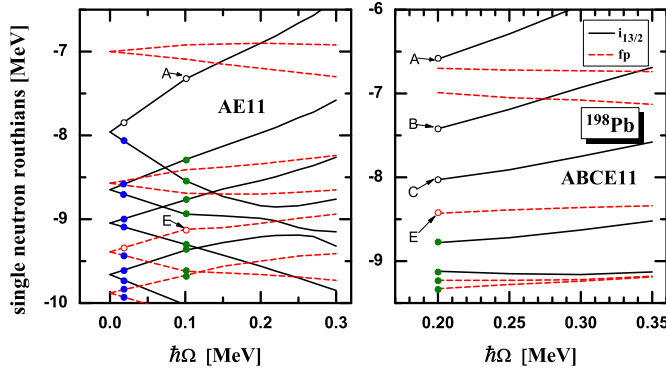 single neutron routhians [MeV]
-7
-8
-9
-10
0.0
0.1
0.2
0.3
ħΩ [MeV]
A
E
AE11
-6
-7
-8
-9
0.20
0.25
0.30
0.35
ħΩ [MeV]
A
B
C
E
i13/2
fp
198Pb
ABCE11